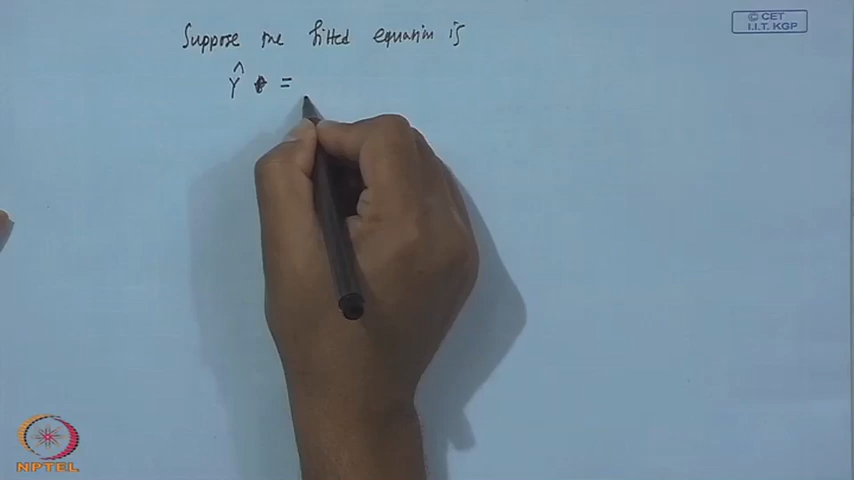 Suppose the fitted equation is
Ŷ =
© CET
I.I.T. KGP
NPTEL